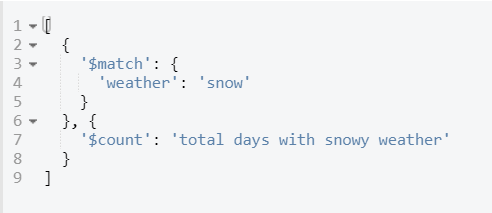 1 [
2 {
3 '$match': {
4 'weather': 'snow'
5 }
6 }, {
7 '$count': 'total days with snowy weather'
8 }
9 ]